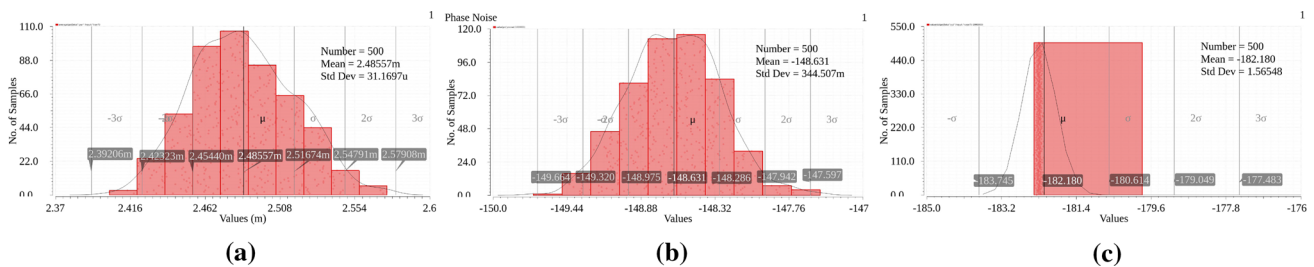 1
110.0
88.0
66.0
44.0
22.0
0.0
No. of Samples
Number = 500
Mean = 2.48557m
Std Dev = 31.1697u
-3σ
μ
σ
2σ
3σ
2.39206m
2.42323m
2.45440m
2.48557m
2.51674m
2.54791m
2.57908m
2.37
2.416
2.462
2.508
2.554
2.6
Values (m)
(a)
Phase Noise
1
120.0
96.0
72.0
48.0
24.0
0.0
No. of Samples
Number = 500
Mean = -148.631
Std Dev = 344.507m
-3σ
-2σ
μ
σ
2σ
3σ
-149.664
-149.320
-148.975
-148.631
-148.286
-147.942
-147.597
-150.0
-149.44
-148.88
-148.32
-147.76
-147
Values
(b)
1
550.0
440.0
330.0
220.0
110.0
0.0
No. of Samples
Number = 500
Mean = -182.180
Std Dev = 1.56548
-σ
μ
σ
2σ
3σ
-183.745
-182.180
-180.614
-179.049
-177.483
-185.0
-183.2
-181.4
-179.6
-177.8
-176
Values
(c)